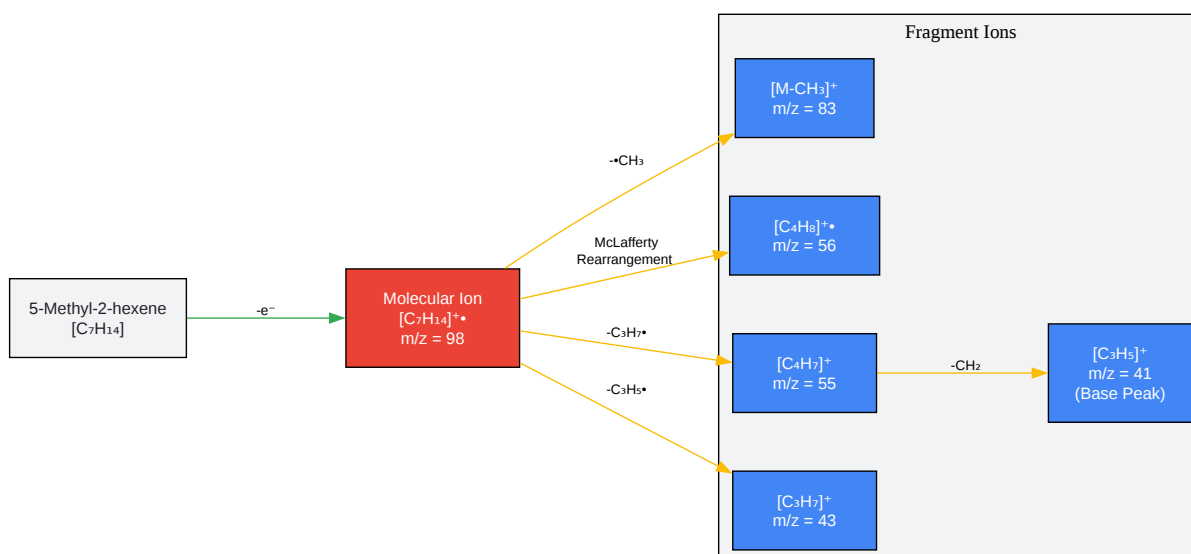 Fragment Ions
[M-CH₃]⁺
m/z = 83
-•CH₃
[C₄H₈]⁺•
m/z = 56
McLafferty
Rearrangement
5-Methyl-2-hexene
[C₇H₁₄]
-e⁻
Molecular Ion
[C₇H₁₄]⁺•
m/z = 98
-C₃H₇•
[C₄H₇]⁺
m/z = 55
-CH₂
[C₃H₅]⁺
m/z = 41
(Base Peak)
-C₃H₅•
[C₃H₇]⁺
m/z = 43